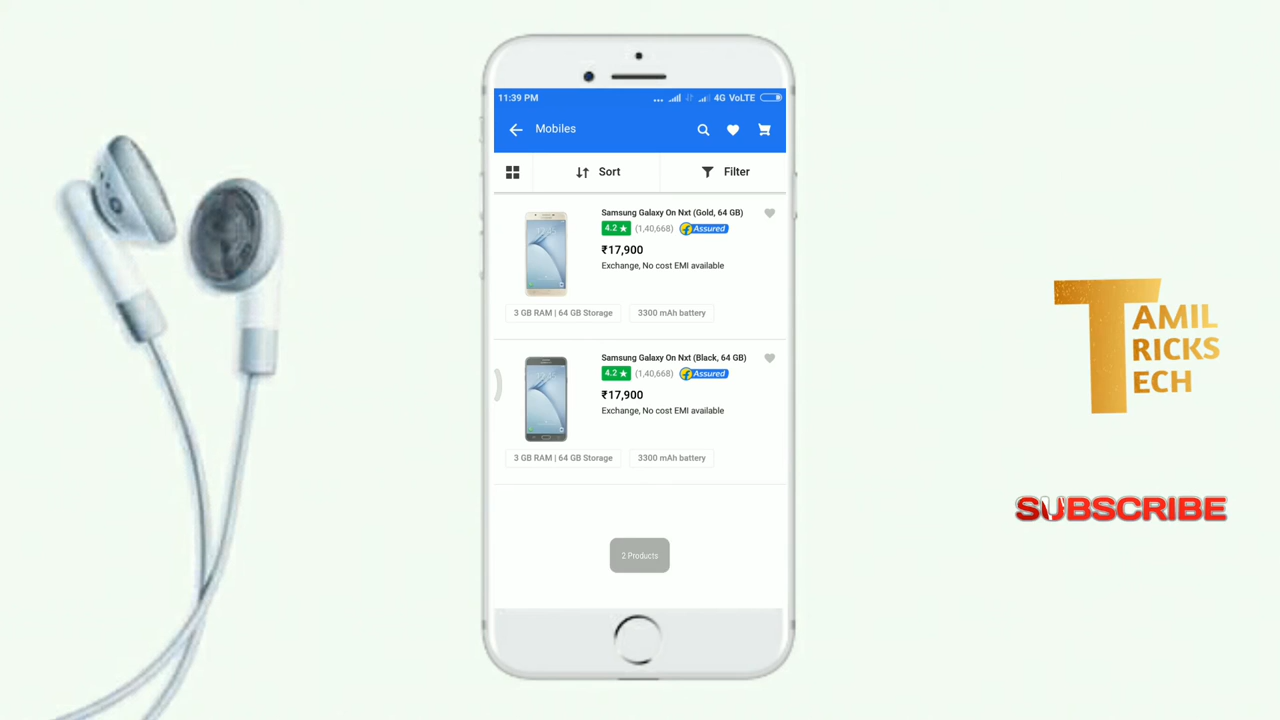 11:39 PM 4G VoLTE
Mobiles
Sort Filter
Samsung Galaxy On Nxt (Gold, 64 GB)
4.2 ★ (1,40,668) Assured
₹17,900
Exchange, No cost EMI available
3 GB RAM | 64 GB Storage 3300 mAh battery
Samsung Galaxy On Nxt (Black, 64 GB)
4.2 ★ (1,40,668) Assured
₹17,900
Exchange, No cost EMI available
3 GB RAM | 64 GB Storage 3300 mAh battery
2 Products
TAMIL
TRICKS
TECH
SUBSCRIBE